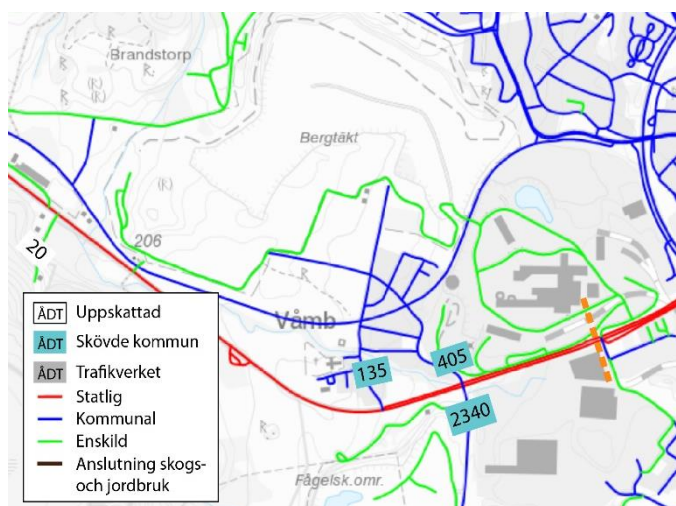 Brandstorp
Bergtäkt
206
20
Våmb
135
405
2340
Fågelsk.omr.
ÅDT Uppskattad
ÅDT Skövde kommun
ÅDT Trafikverket
Statlig
Kommunal
Enskild
Anslutning skogs-
och jordbruk